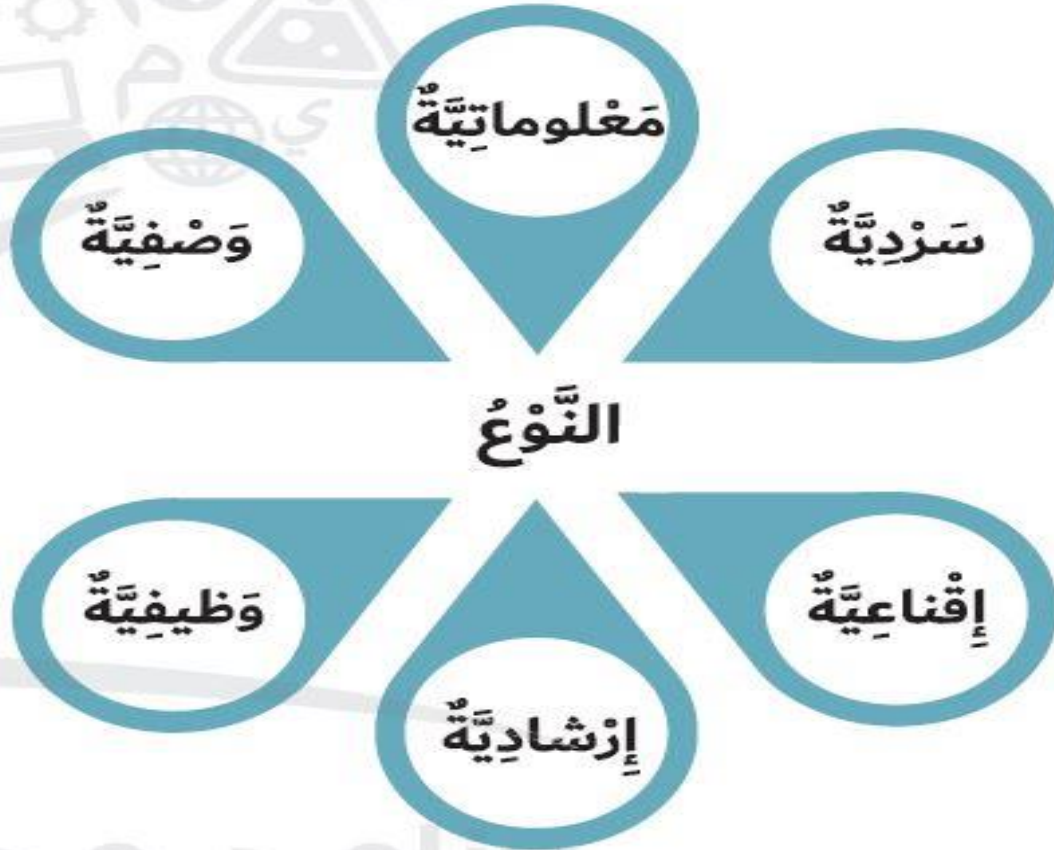 مَعْلوماتِيَّةٌ
سَرْدِيَّةٌ
وَصْفِيَّةٌ
النَّوْعُ
إِقْناعِيَّةٌ
وَظيفِيَّةٌ
إِرْشادِيَّةٌ
م
ي